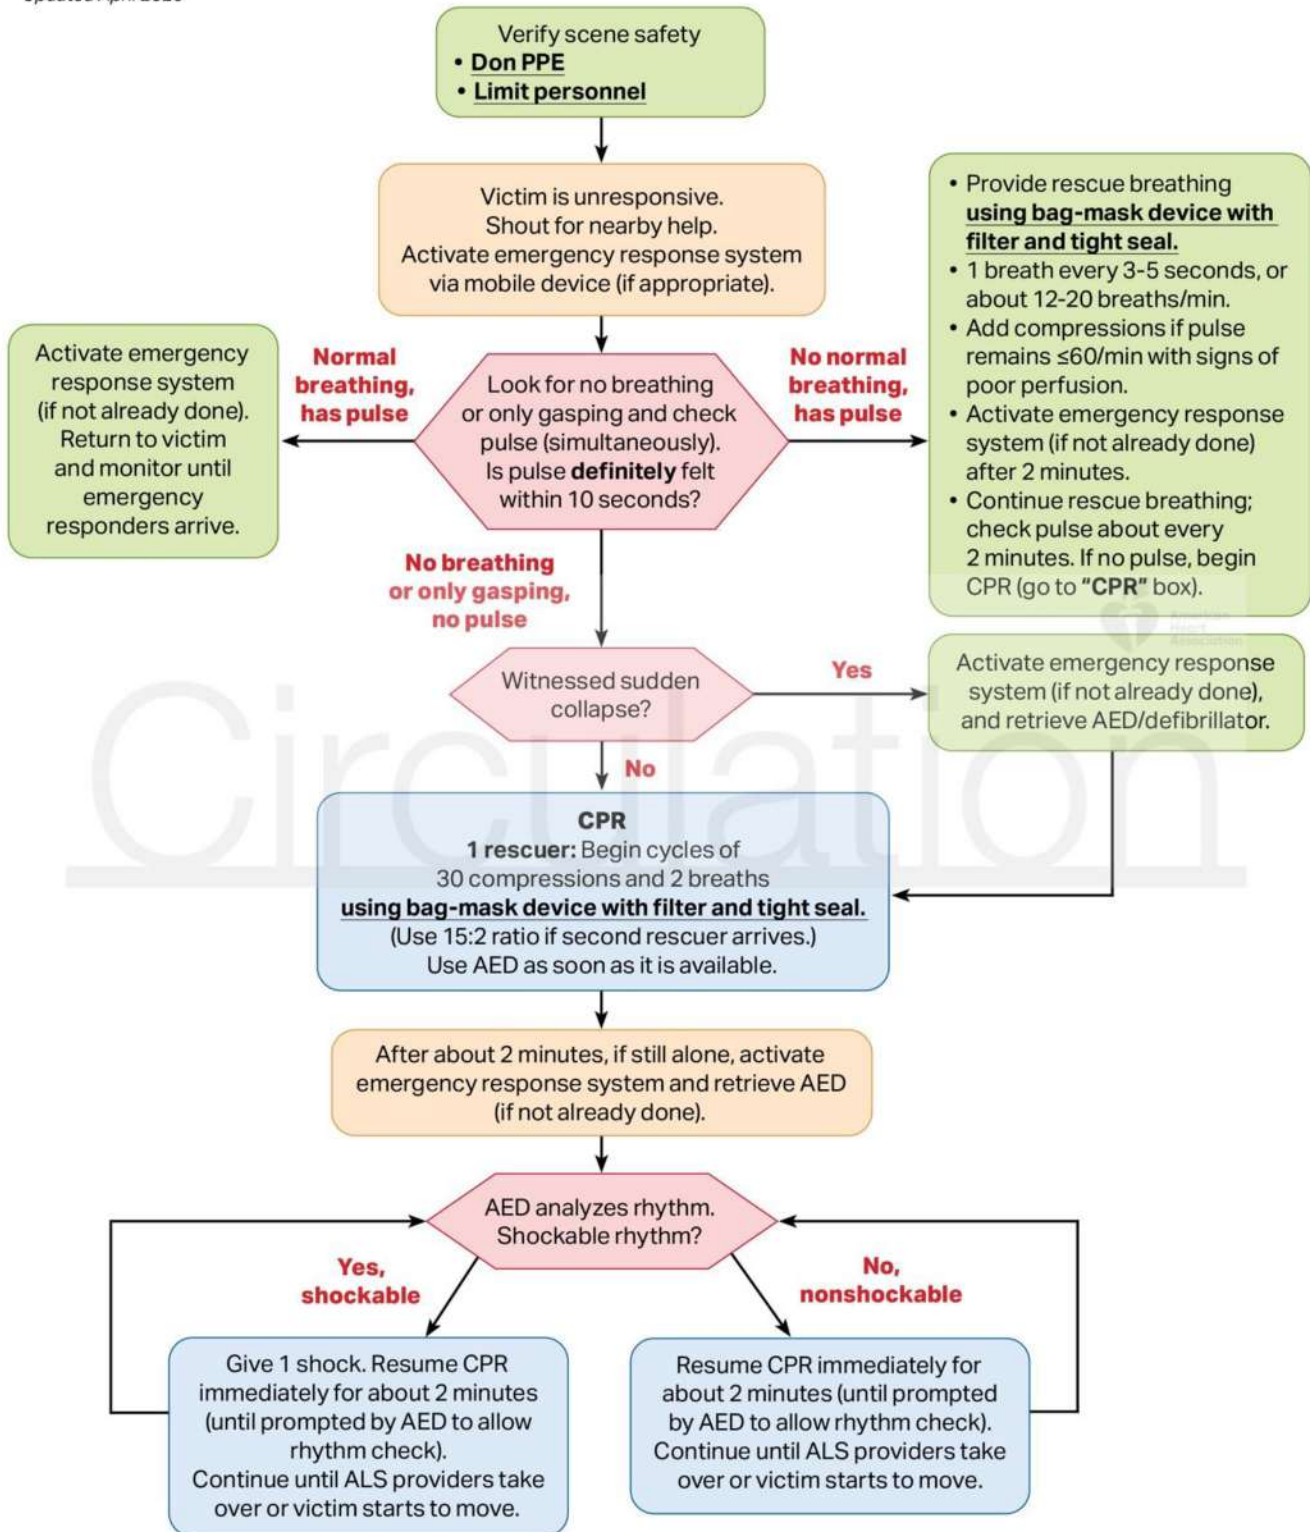 Updated April 2020
Verify scene safety
• Don PPE
• Limit personnel
Victim is unresponsive.
Shout for nearby help.
Activate emergency response system
via mobile device (if appropriate).
Activate emergency
response system
(if not already done).
Return to victim
and monitor until
emergency
responders arrive.
Normal
breathing,
has pulse
Look for no breathing
or only gasping and check
pulse (simultaneously).
Is pulse definitely felt
within 10 seconds?
No normal
breathing,
has pulse
• Provide rescue breathing
using bag-mask device with
filter and tight seal.
• 1 breath every 3-5 seconds, or
about 12-20 breaths/min.
• Add compressions if pulse
remains ≤60/min with signs of
poor perfusion.
• Activate emergency response
system (if not already done)
after 2 minutes.
• Continue rescue breathing;
check pulse about every
2 minutes. If no pulse, begin
CPR (go to “CPR” box).
American
Heart
Association
No breathing
or only gasping,
no pulse
Witnessed sudden
collapse?
Yes
Activate emergency response
system (if not already done),
and retrieve AED/defibrillator.
Circulation
No
CPR
1 rescuer: Begin cycles of
30 compressions and 2 breaths
using bag-mask device with filter and tight seal.
(Use 15:2 ratio if second rescuer arrives.)
Use AED as soon as it is available.
After about 2 minutes, if still alone, activate
emergency response system and retrieve AED
(if not already done).
AED analyzes rhythm.
Shockable rhythm?
Yes,
shockable
No,
nonshockable
Give 1 shock. Resume CPR
immediately for about 2 minutes
(until prompted by AED to allow
rhythm check).
Continue until ALS providers take
over or victim starts to move.
Resume CPR immediately for
about 2 minutes (until prompted
by AED to allow rhythm check).
Continue until ALS providers take
over or victim starts to move.